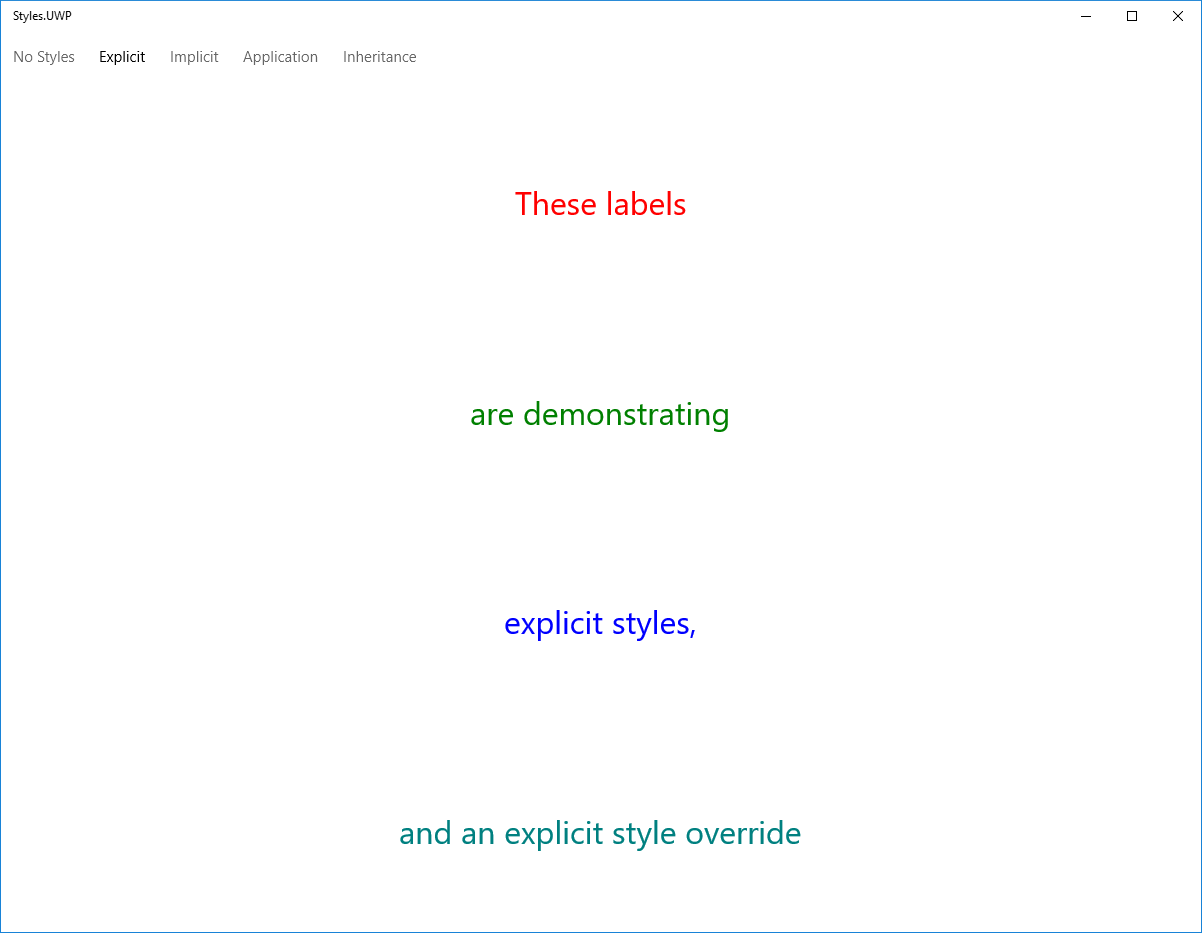 Styles.UWP
No Styles Explicit Implicit Application Inheritance
These labels
are demonstrating
explicit styles,
and an explicit style override